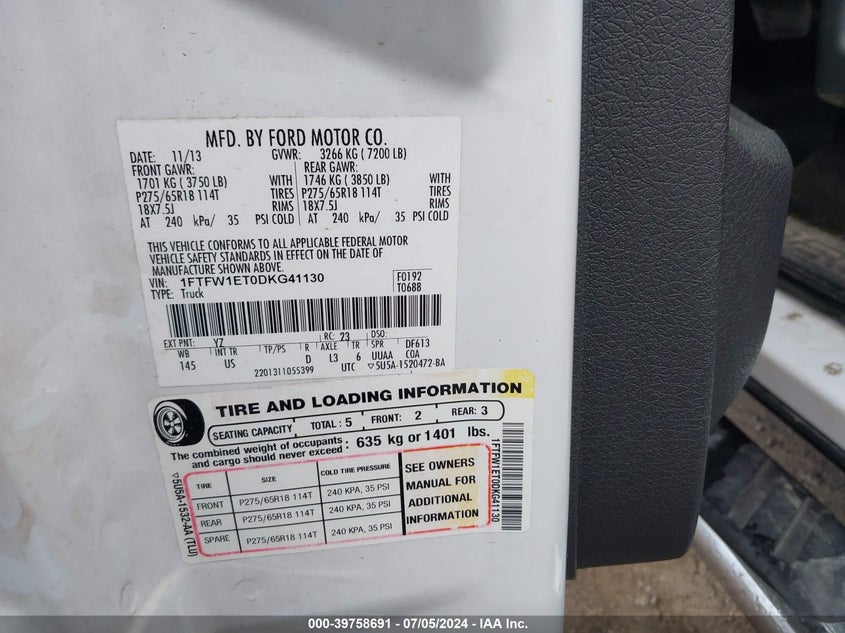 MFD. BY FORD MOTOR CO.
DATE: 11/13 GVWR: 3266 KG ( 7200 LB)
FRONT GAWR: REAR GAWR:
1701 KG ( 3750 LB) WITH 1746 KG ( 3850 LB) WITH
P275/65R18 114T TIRES P275/65R18 114T TIRES
18X7.5J RIMS 18X7.5J RIMS
AT 240 kPa/ 35 PSI COLD AT 240 kPa/ 35 PSI COLD
THIS VEHICLE CONFORMS TO ALL APPLICABLE FEDERAL MOTOR
VEHICLE SAFETY STANDARDS IN EFFECT ON THE DATE OF
MANUFACTURE SHOWN ABOVE.
VIN: 1FTFW1ET0DKG41130 F0192
TYPE: Truck T0688
EXT PNT: YZ RC: 23 DSO:
WB INT TR TP/PS R AXLE TR SPR DF613
145 US D L3 6 UUAA COA
2201311055399 UTC ▽5U5A-1520472-BA
TIRE AND LOADING INFORMATION
SEATING CAPACITY TOTAL : 5 FRONT: 2 REAR: 3
The combined weight of occupants and cargo should never exceed : 635 kg or 1401 lbs.
TIRE SIZE COLD TIRE PRESSURE
FRONT P275/65R18 114T 240 KPA, 35 PSI
REAR P275/65R18 114T 240 KPA, 35 PSI
SPARE P275/65R18 114T 240 KPA, 35 PSI
SEE OWNERS
MANUAL FOR
ADDITIONAL
INFORMATION
▽5U5A-1532-AA (TLU)
1FTFW1ET0DKG41130
000-39758691 - 07/05/2024 - IAA Inc.